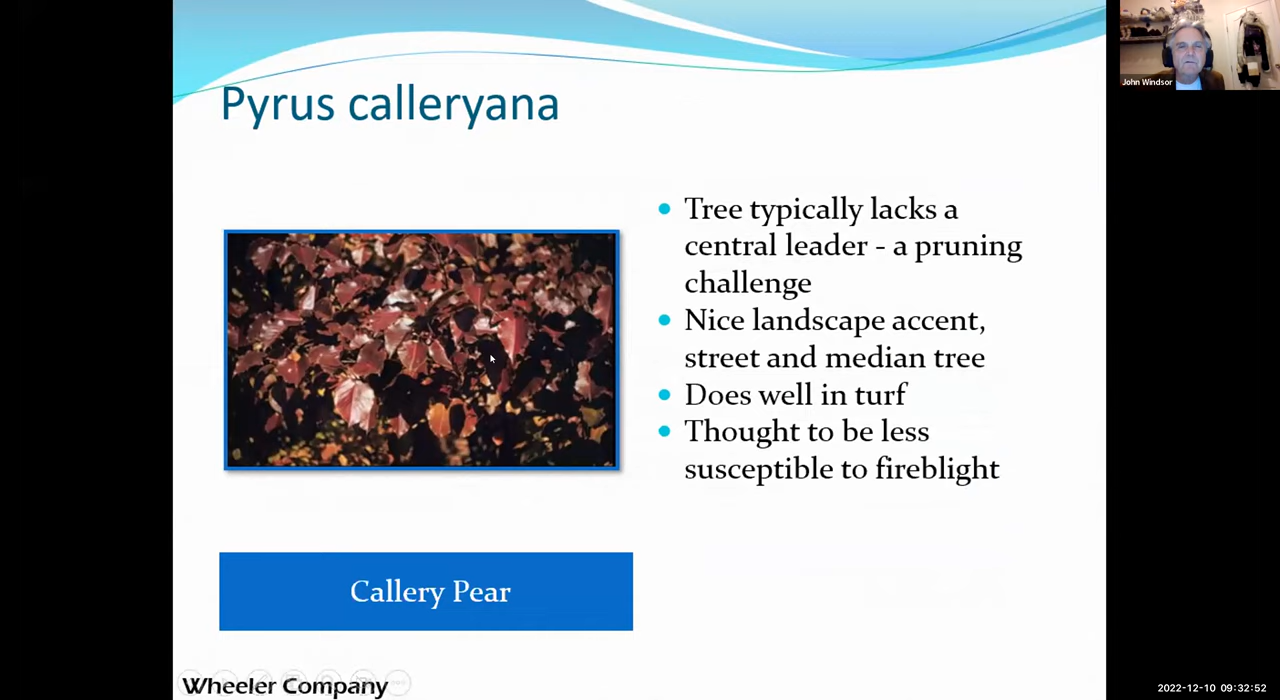 Pyrus calleryana
John Windsor
Tree typically lacks a
central leader - a pruning
challenge
Nice landscape accent,
street and median tree
Does well in turf
Thought to be less
susceptible to fireblight
Callery Pear
Wheeler Company
2022-12-10 09:32:52